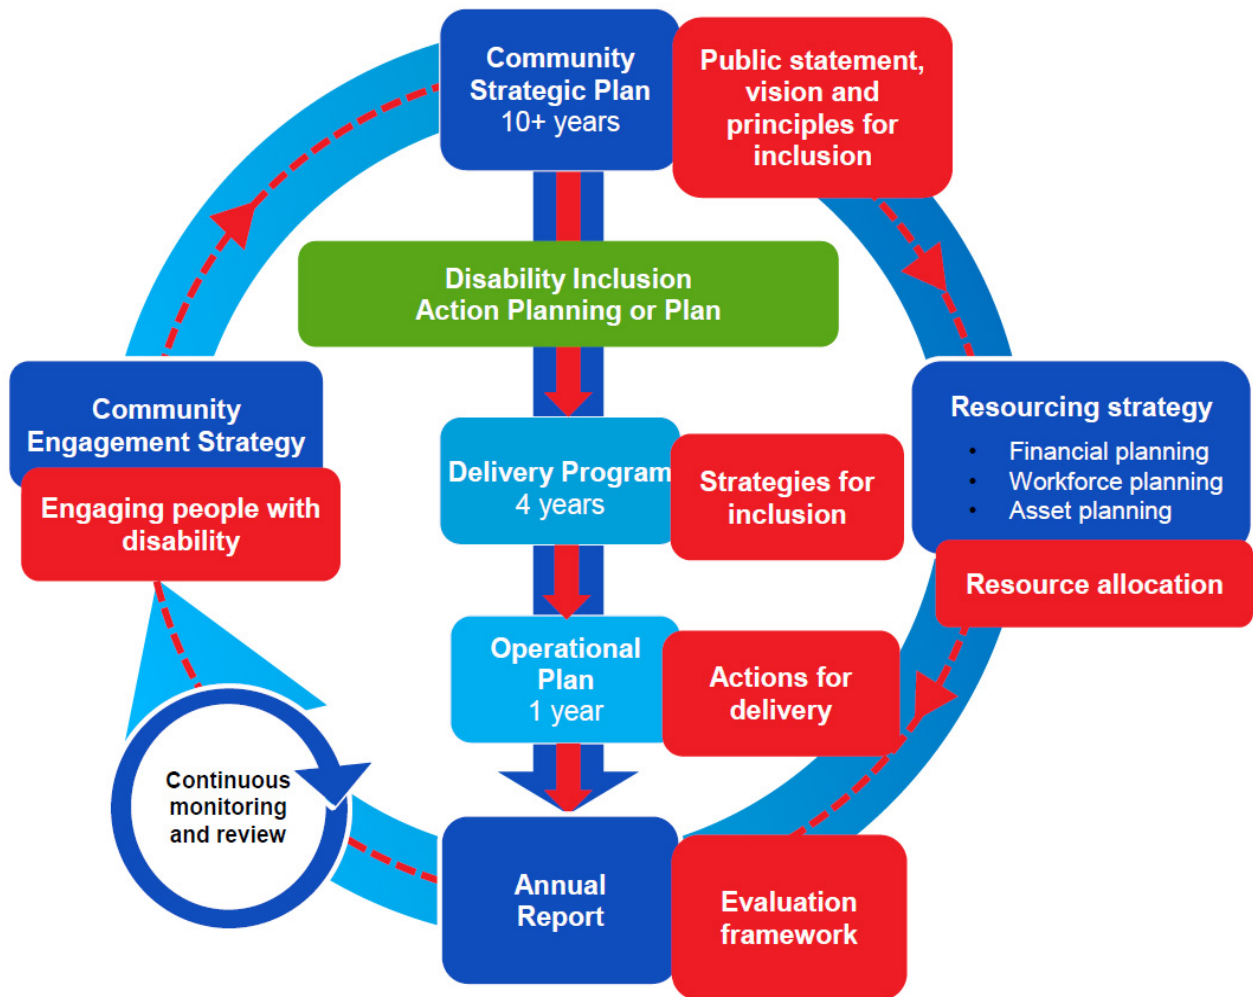 Community
Strategic Plan
10+ years
Public statement,
vision and
principles for
inclusion
Disability Inclusion
Action Planning or Plan
Community
Engagement Strategy
Engaging people with
disability
Delivery Program
4 years
Strategies for
inclusion
Resourcing strategy
• Financial planning
• Workforce planning
• Asset planning
Resource allocation
Operational
Plan
1 year
Actions for
delivery
Continuous
monitoring
and review
Annual
Report
Evaluation
framework